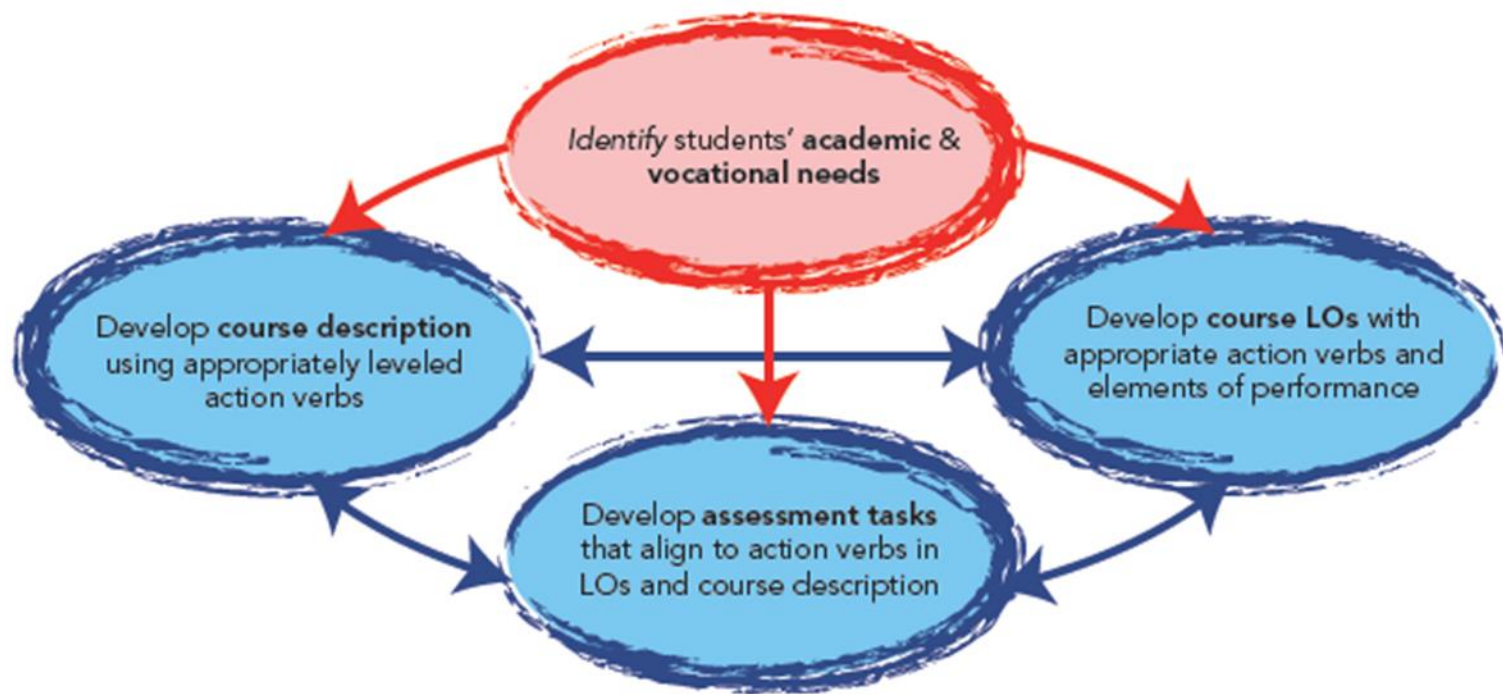 Identify students’ academic &
vocational needs
Develop course description
using appropriately leveled
action verbs
Develop course LOs with
appropriate action verbs and
elements of performance
Develop assessment tasks
that align to action verbs in
LOs and course description